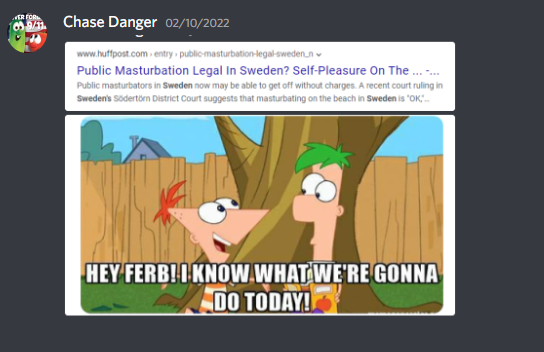 Chase Danger 02/10/2022
www.huffpost.com › entry › public-masturbation-legal-sweden_n
Public Masturbation Legal In Sweden? Self-Pleasure On The ... -...
Public masturbators in Sweden now may be able to get off without charges. A recent court ruling in
Sweden's Södertörn District Court suggests that masturbating on the beach in Sweden is "OK,"...
HEY FERB! I KNOW WHAT WE'RE GONNA
DO TODAY!